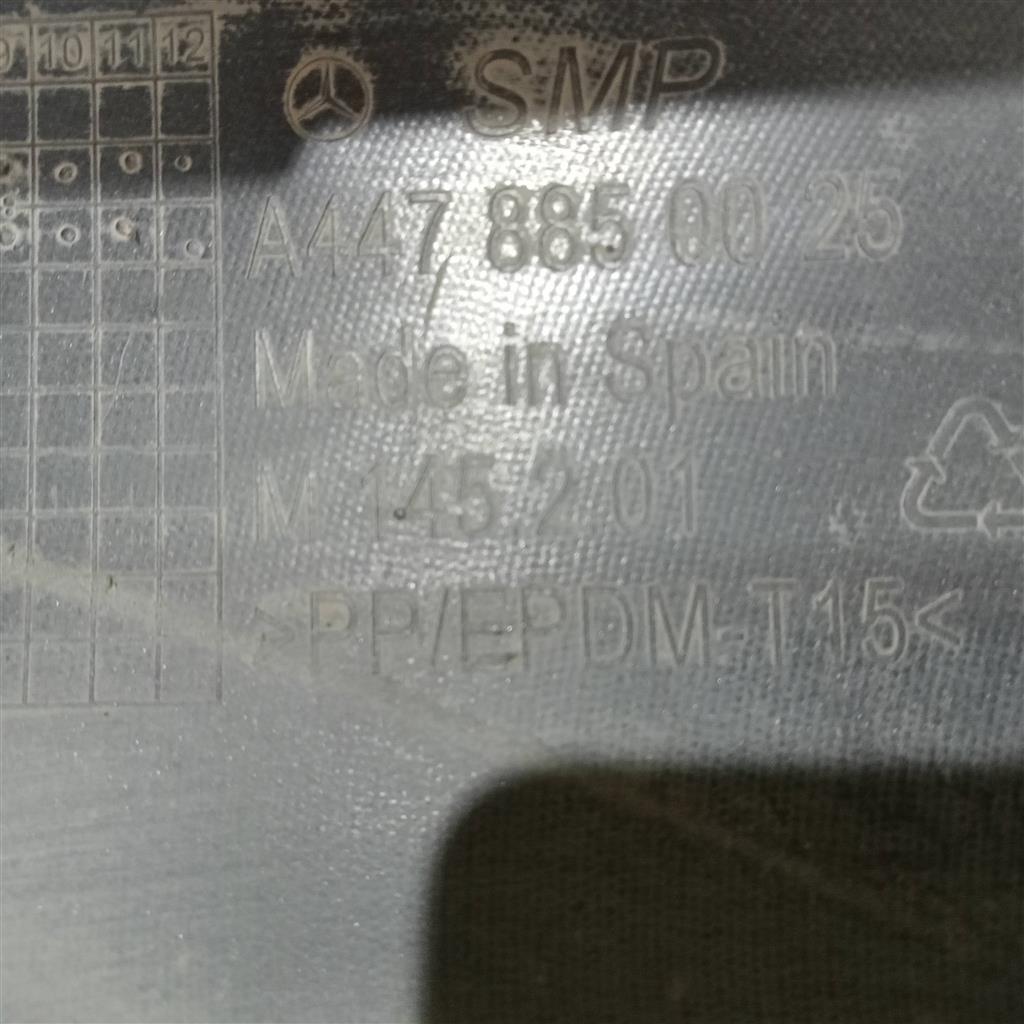 9 10 11 12
SMP
A447 885 00 25
Made in Spain
M 145.2.01
>PP/EPDM-T15<